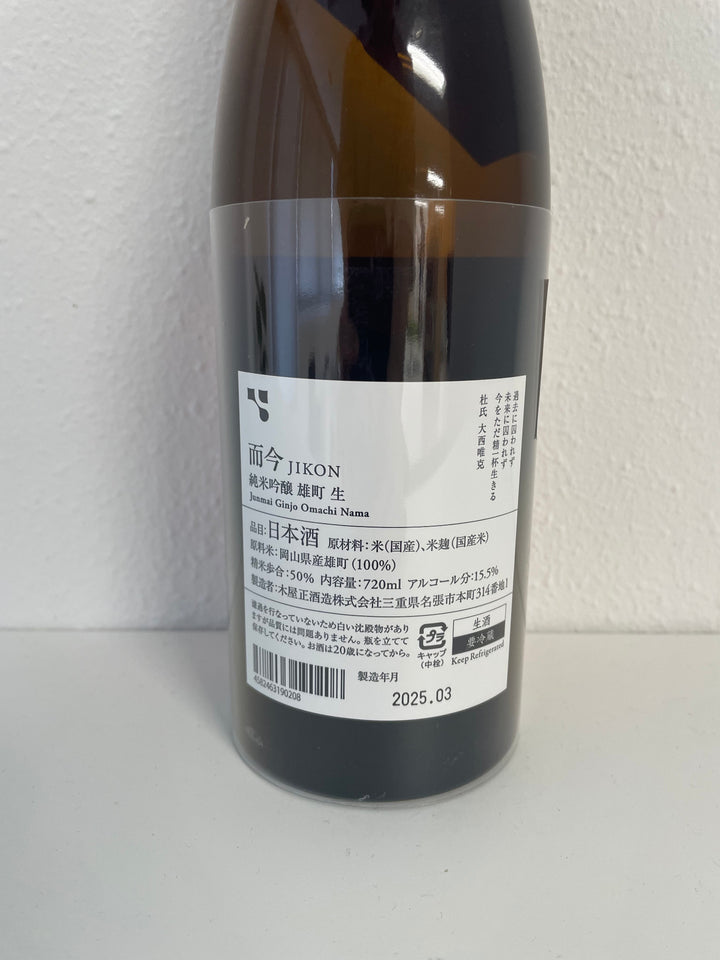 過去に囚われず
未来に囚われず
今をただ精一杯生きる
杜氏 大西唯克
而今 JIKON
純米吟醸 雄町 生
Junmai Ginjo Omachi Nama
品目:日本酒 原材料:米(国産)、米麹(国産米)
原料米:岡山県産雄町(100%)
精米歩合:50% 内容量:720ml アルコール分:15.5%
製造者:木屋正酒造株式会社三重県名張市本町314番地1
濾過を行なっていないため白い沈殿物があり
ますが品質には問題ありません。瓶を立てて
保存してください。お酒は20歳になってから。
プラ
キャップ
(中栓)
生酒
要冷蔵
Keep Refrigerated
4582463190208
製造年月
2025.03